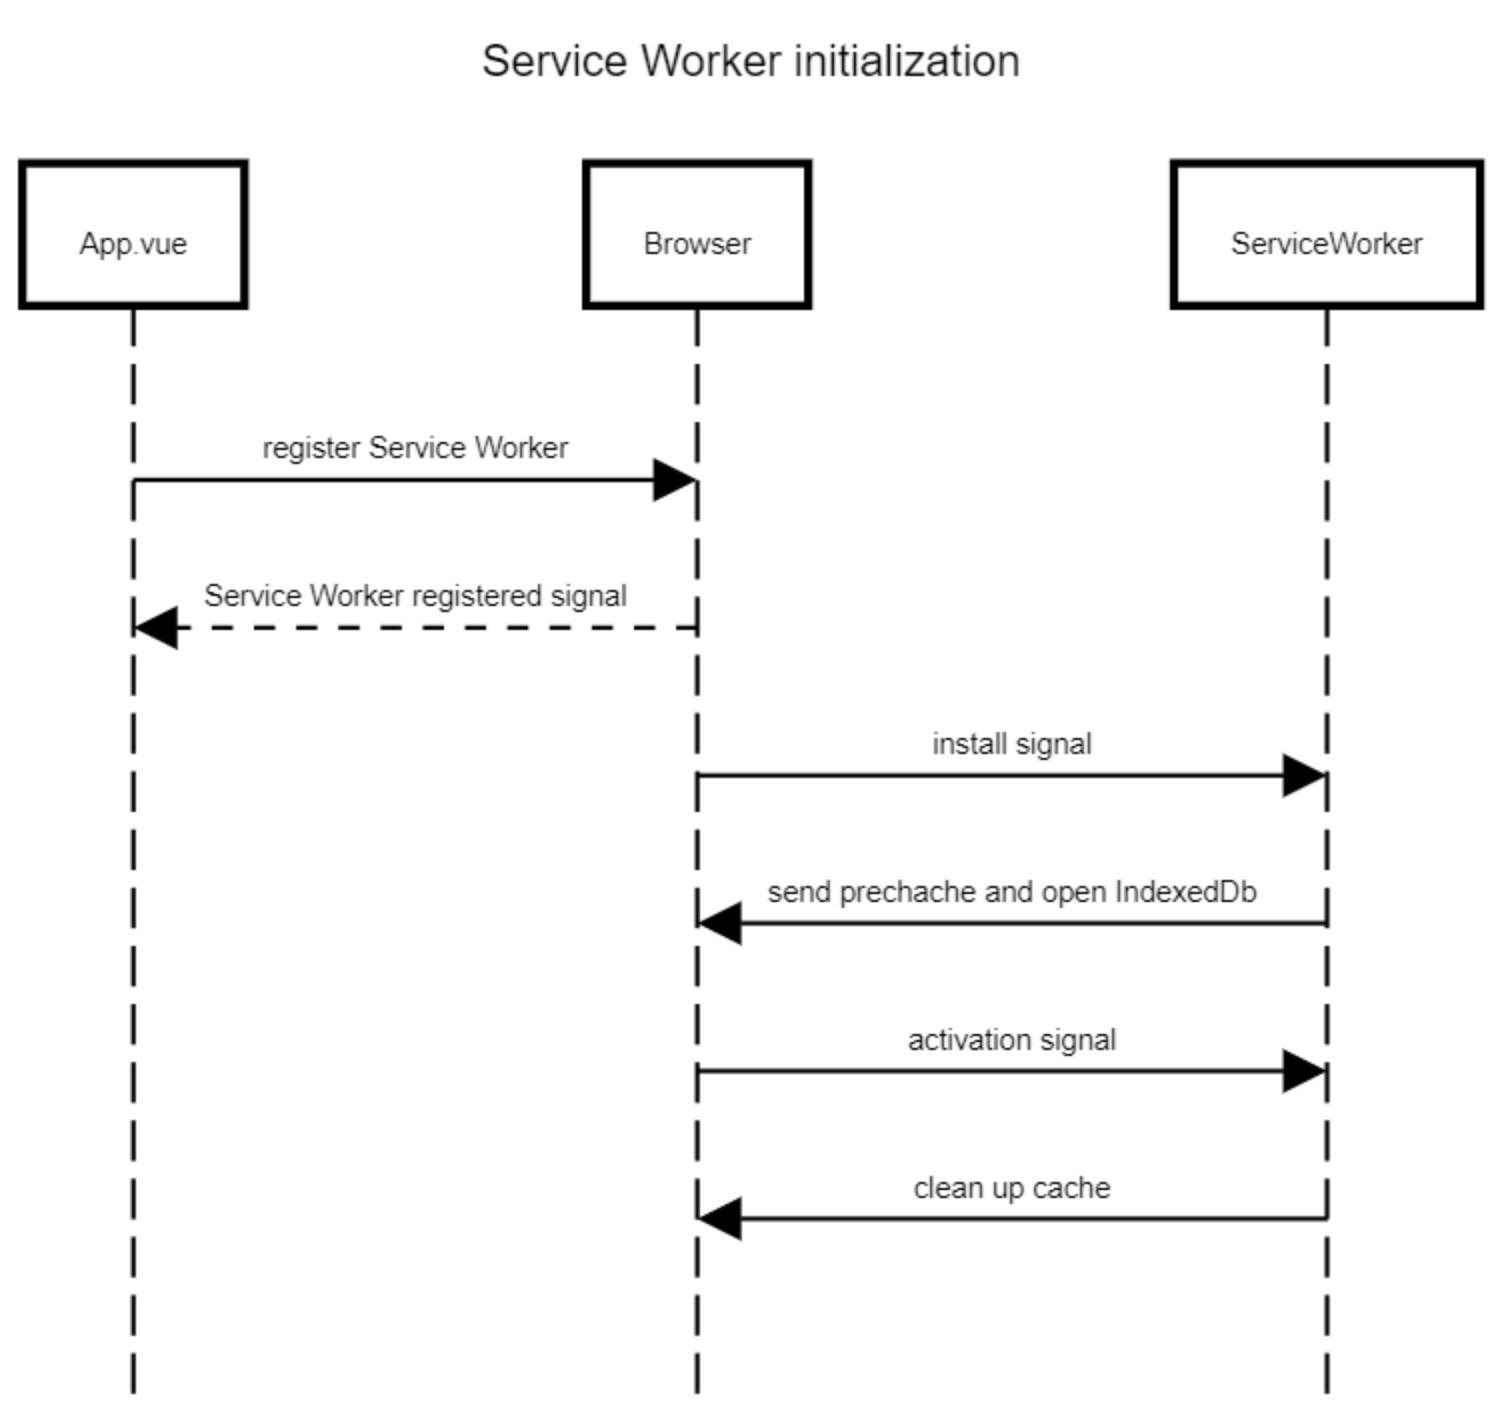 Service Worker initialization
App.vue
Browser
ServiceWorker
register Service Worker
Service Worker registered signal
install signal
send prechache and open IndexedDb
activation signal
clean up cache